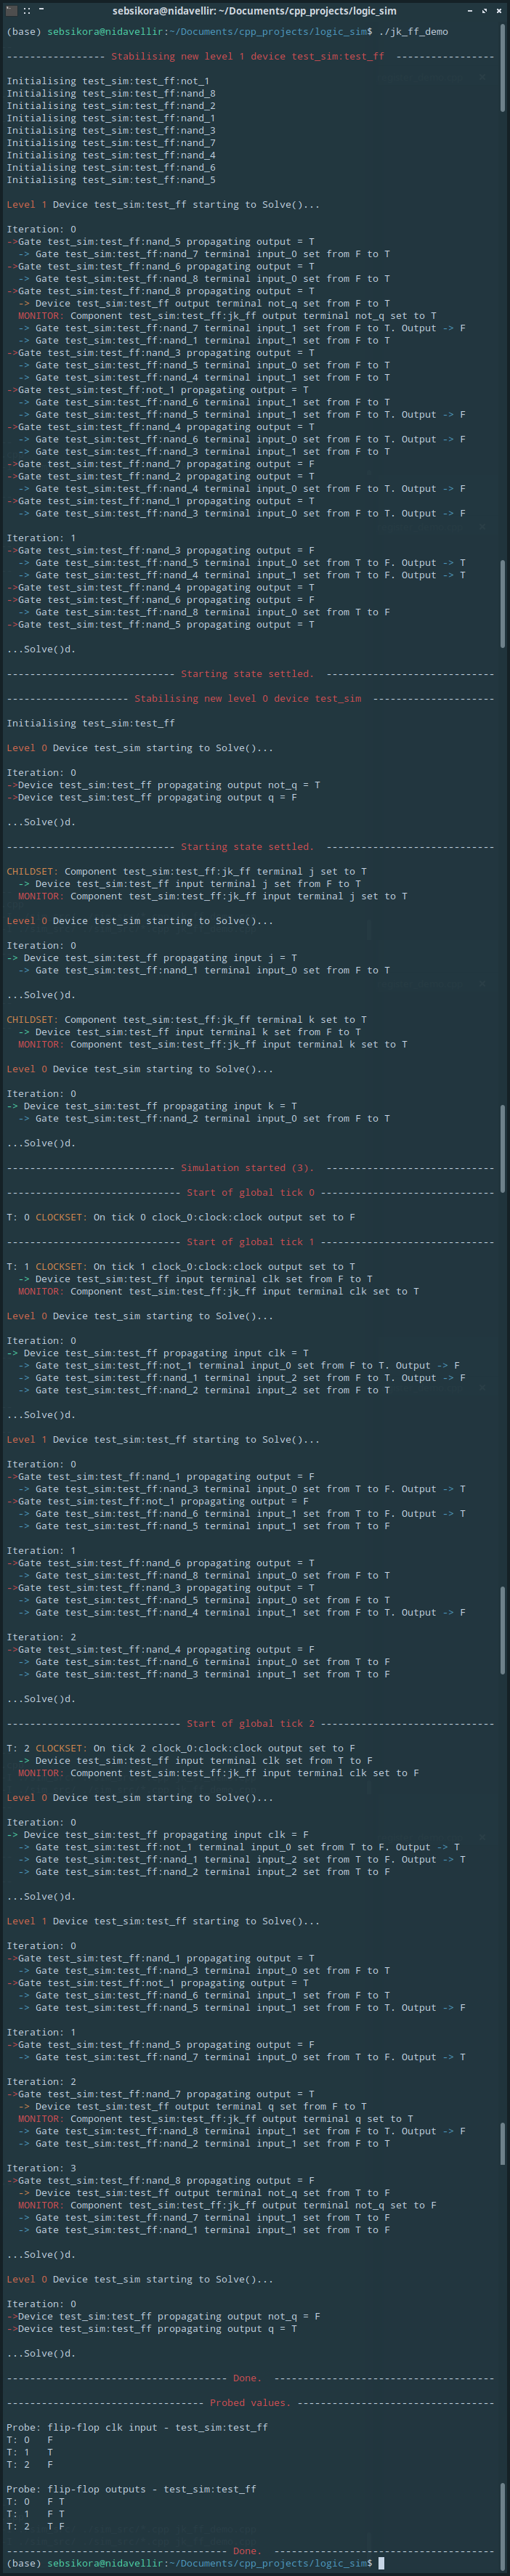 sebsikora@nidavellir: ~/Documents/cpp_projects/logic_sim
(base) sebsikora@nidavellir:~/Documents/cpp_projects/logic_sim$ ./jk_ff_demo
----------------- Stabilising new level 1 device test_sim:test_ff -----------------
Initialising test_sim:test_ff:not_1
Initialising test_sim:test_ff:nand_8
Initialising test_sim:test_ff:nand_2
Initialising test_sim:test_ff:nand_1
Initialising test_sim:test_ff:nand_3
Initialising test_sim:test_ff:nand_7
Initialising test_sim:test_ff:nand_4
Initialising test_sim:test_ff:nand_6
Initialising test_sim:test_ff:nand_5
Level 1 Device test_sim:test_ff starting to Solve()...
Iteration: 0
->Gate test_sim:test_ff:nand_5 propagating output = T
-> Gate test_sim:test_ff:nand_7 terminal input_0 set from F to T
->Gate test_sim:test_ff:nand_6 propagating output = T
-> Gate test_sim:test_ff:nand_8 terminal input_0 set from F to T
->Gate test_sim:test_ff:nand_8 propagating output = T
-> Device test_sim:test_ff output terminal not_q set from F to T
MONITOR: Component test_sim:test_ff:jk_ff output terminal not_q set to T
-> Gate test_sim:test_ff:nand_7 terminal input_1 set from F to T. Output -> F
-> Gate test_sim:test_ff:nand_1 terminal input_1 set from F to T
->Gate test_sim:test_ff:nand_3 propagating output = T
-> Gate test_sim:test_ff:nand_5 terminal input_0 set from F to T
-> Gate test_sim:test_ff:nand_4 terminal input_1 set from F to T
->Gate test_sim:test_ff:not_1 propagating output = T
-> Gate test_sim:test_ff:nand_6 terminal input_1 set from F to T
-> Gate test_sim:test_ff:nand_5 terminal input_1 set from F to T. Output -> F
->Gate test_sim:test_ff:nand_4 propagating output = T
-> Gate test_sim:test_ff:nand_6 terminal input_0 set from F to T. Output -> F
-> Gate test_sim:test_ff:nand_3 terminal input_1 set from F to T
->Gate test_sim:test_ff:nand_7 propagating output = F
->Gate test_sim:test_ff:nand_2 propagating output = T
-> Gate test_sim:test_ff:nand_4 terminal input_0 set from F to T. Output -> F
->Gate test_sim:test_ff:nand_1 propagating output = T
-> Gate test_sim:test_ff:nand_3 terminal input_0 set from F to T. Output -> F
Iteration: 1
->Gate test_sim:test_ff:nand_3 propagating output = F
-> Gate test_sim:test_ff:nand_5 terminal input_0 set from T to F. Output -> T
-> Gate test_sim:test_ff:nand_4 terminal input_1 set from T to F. Output -> T
->Gate test_sim:test_ff:nand_4 propagating output = T
->Gate test_sim:test_ff:nand_6 propagating output = F
-> Gate test_sim:test_ff:nand_8 terminal input_0 set from T to F
->Gate test_sim:test_ff:nand_5 propagating output = T
...Solve()d.
----------------------------- Starting state settled. -----------------------------
--------------------- Stabilising new level 0 device test_sim ---------------------
Initialising test_sim:test_ff
Level 0 Device test_sim starting to Solve()...
Iteration: 0
->Device test_sim:test_ff propagating output not_q = T
->Device test_sim:test_ff propagating output q = F
...Solve()d.
----------------------------- Starting state settled. -----------------------------
CHILDSET: Component test_sim:test_ff:jk_ff terminal j set to T
-> Device test_sim:test_ff input terminal j set from F to T
MONITOR: Component test_sim:test_ff:jk_ff input terminal j set to T
Level 0 Device test_sim starting to Solve()...
Iteration: 0
-> Device test_sim:test_ff propagating input j = T
-> Gate test_sim:test_ff:nand_1 terminal input_0 set from F to T
...Solve()d.
CHILDSET: Component test_sim:test_ff:jk_ff terminal k set to T
-> Device test_sim:test_ff input terminal k set from F to T
MONITOR: Component test_sim:test_ff:jk_ff input terminal k set to T
Level 0 Device test_sim starting to Solve()...
Iteration: 0
-> Device test_sim:test_ff propagating input k = T
-> Gate test_sim:test_ff:nand_2 terminal input_0 set from F to T
...Solve()d.
----------------------------- Simulation started (3). -----------------------------
------------------------------ Start of global tick 0 ------------------------------
T: 0 CLOCKSET: On tick 0 clock_0:clock:clock output set to F
------------------------------ Start of global tick 1 ------------------------------
T: 1 CLOCKSET: On tick 1 clock_0:clock:clock output set to T
-> Device test_sim:test_ff input terminal clk set from F to T
MONITOR: Component test_sim:test_ff:jk_ff input terminal clk set to T
Level 0 Device test_sim starting to Solve()...
Iteration: 0
-> Device test_sim:test_ff propagating input clk = T
-> Gate test_sim:test_ff:not_1 terminal input_0 set from F to T. Output -> F
-> Gate test_sim:test_ff:nand_1 terminal input_2 set from F to T. Output -> F
-> Gate test_sim:test_ff:nand_2 terminal input_2 set from F to T
...Solve()d.
Level 1 Device test_sim:test_ff starting to Solve()...
Iteration: 0
->Gate test_sim:test_ff:nand_1 propagating output = F
-> Gate test_sim:test_ff:nand_3 terminal input_0 set from T to F. Output -> T
->Gate test_sim:test_ff:not_1 propagating output = F
-> Gate test_sim:test_ff:nand_6 terminal input_1 set from T to F. Output -> T
-> Gate test_sim:test_ff:nand_5 terminal input_1 set from T to F
Iteration: 1
->Gate test_sim:test_ff:nand_6 propagating output = T
-> Gate test_sim:test_ff:nand_8 terminal input_0 set from F to T
->Gate test_sim:test_ff:nand_3 propagating output = T
-> Gate test_sim:test_ff:nand_5 terminal input_0 set from F to T
-> Gate test_sim:test_ff:nand_4 terminal input_1 set from F to T. Output -> F
Iteration: 2
->Gate test_sim:test_ff:nand_4 propagating output = F
-> Gate test_sim:test_ff:nand_6 terminal input_0 set from T to F
-> Gate test_sim:test_ff:nand_3 terminal input_1 set from T to F
...Solve()d.
------------------------------ Start of global tick 2 ------------------------------
T: 2 CLOCKSET: On tick 2 clock_0:clock:clock output set to F
-> Device test_sim:test_ff input terminal clk set from T to F
MONITOR: Component test_sim:test_ff:jk_ff input terminal clk set to F
Level 0 Device test_sim starting to Solve()...
Iteration: 0
-> Device test_sim:test_ff propagating input clk = F
-> Gate test_sim:test_ff:not_1 terminal input_0 set from T to F. Output -> T
-> Gate test_sim:test_ff:nand_1 terminal input_2 set from T to F. Output -> T
-> Gate test_sim:test_ff:nand_2 terminal input_2 set from T to F
...Solve()d.
Level 1 Device test_sim:test_ff starting to Solve()...
Iteration: 0
->Gate test_sim:test_ff:nand_1 propagating output = T
-> Gate test_sim:test_ff:nand_3 terminal input_0 set from F to T
->Gate test_sim:test_ff:not_1 propagating output = T
-> Gate test_sim:test_ff:nand_6 terminal input_1 set from F to T
-> Gate test_sim:test_ff:nand_5 terminal input_1 set from F to T. Output -> F
Iteration: 1
->Gate test_sim:test_ff:nand_5 propagating output = F
-> Gate test_sim:test_ff:nand_7 terminal input_0 set from T to F. Output -> T
Iteration: 2
->Gate test_sim:test_ff:nand_7 propagating output = T
-> Device test_sim:test_ff output terminal q set from F to T
MONITOR: Component test_sim:test_ff:jk_ff output terminal q set to T
-> Gate test_sim:test_ff:nand_8 terminal input_1 set from F to T. Output -> F
-> Gate test_sim:test_ff:nand_2 terminal input_1 set from F to T
Iteration: 3
->Gate test_sim:test_ff:nand_8 propagating output = F
-> Device test_sim:test_ff output terminal not_q set from T to F
MONITOR: Component test_sim:test_ff:jk_ff output terminal not_q set to F
-> Gate test_sim:test_ff:nand_7 terminal input_1 set from T to F
-> Gate test_sim:test_ff:nand_1 terminal input_1 set from T to F
...Solve()d.
Level 0 Device test_sim starting to Solve()...
Iteration: 0
->Device test_sim:test_ff propagating output not_q = F
->Device test_sim:test_ff propagating output q = T
...Solve()d.
-------------------------------------- Done. --------------------------------------
---------------------------------- Probed values. ----------------------------------
Probe: flip-flop clk input - test_sim:test_ff
T: 0 F
T: 1 T
T: 2 F
Probe: flip-flop outputs - test_sim:test_ff
T: 0 F T
T: 1 F T
T: 2 T F
-------------------------------------- Done. --------------------------------------
(base) sebsikora@nidavellir:~/Documents/cpp_projects/logic_sim$